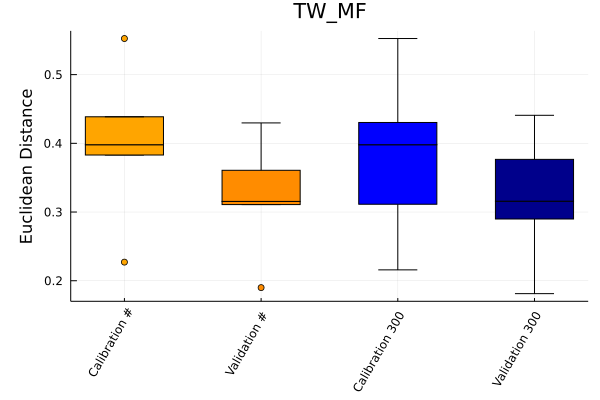 TW_MF
Euclidean Distance
0.5
0.4
0.3
0.2
Calibration #
Validation #
Calibration 300
Validation 300